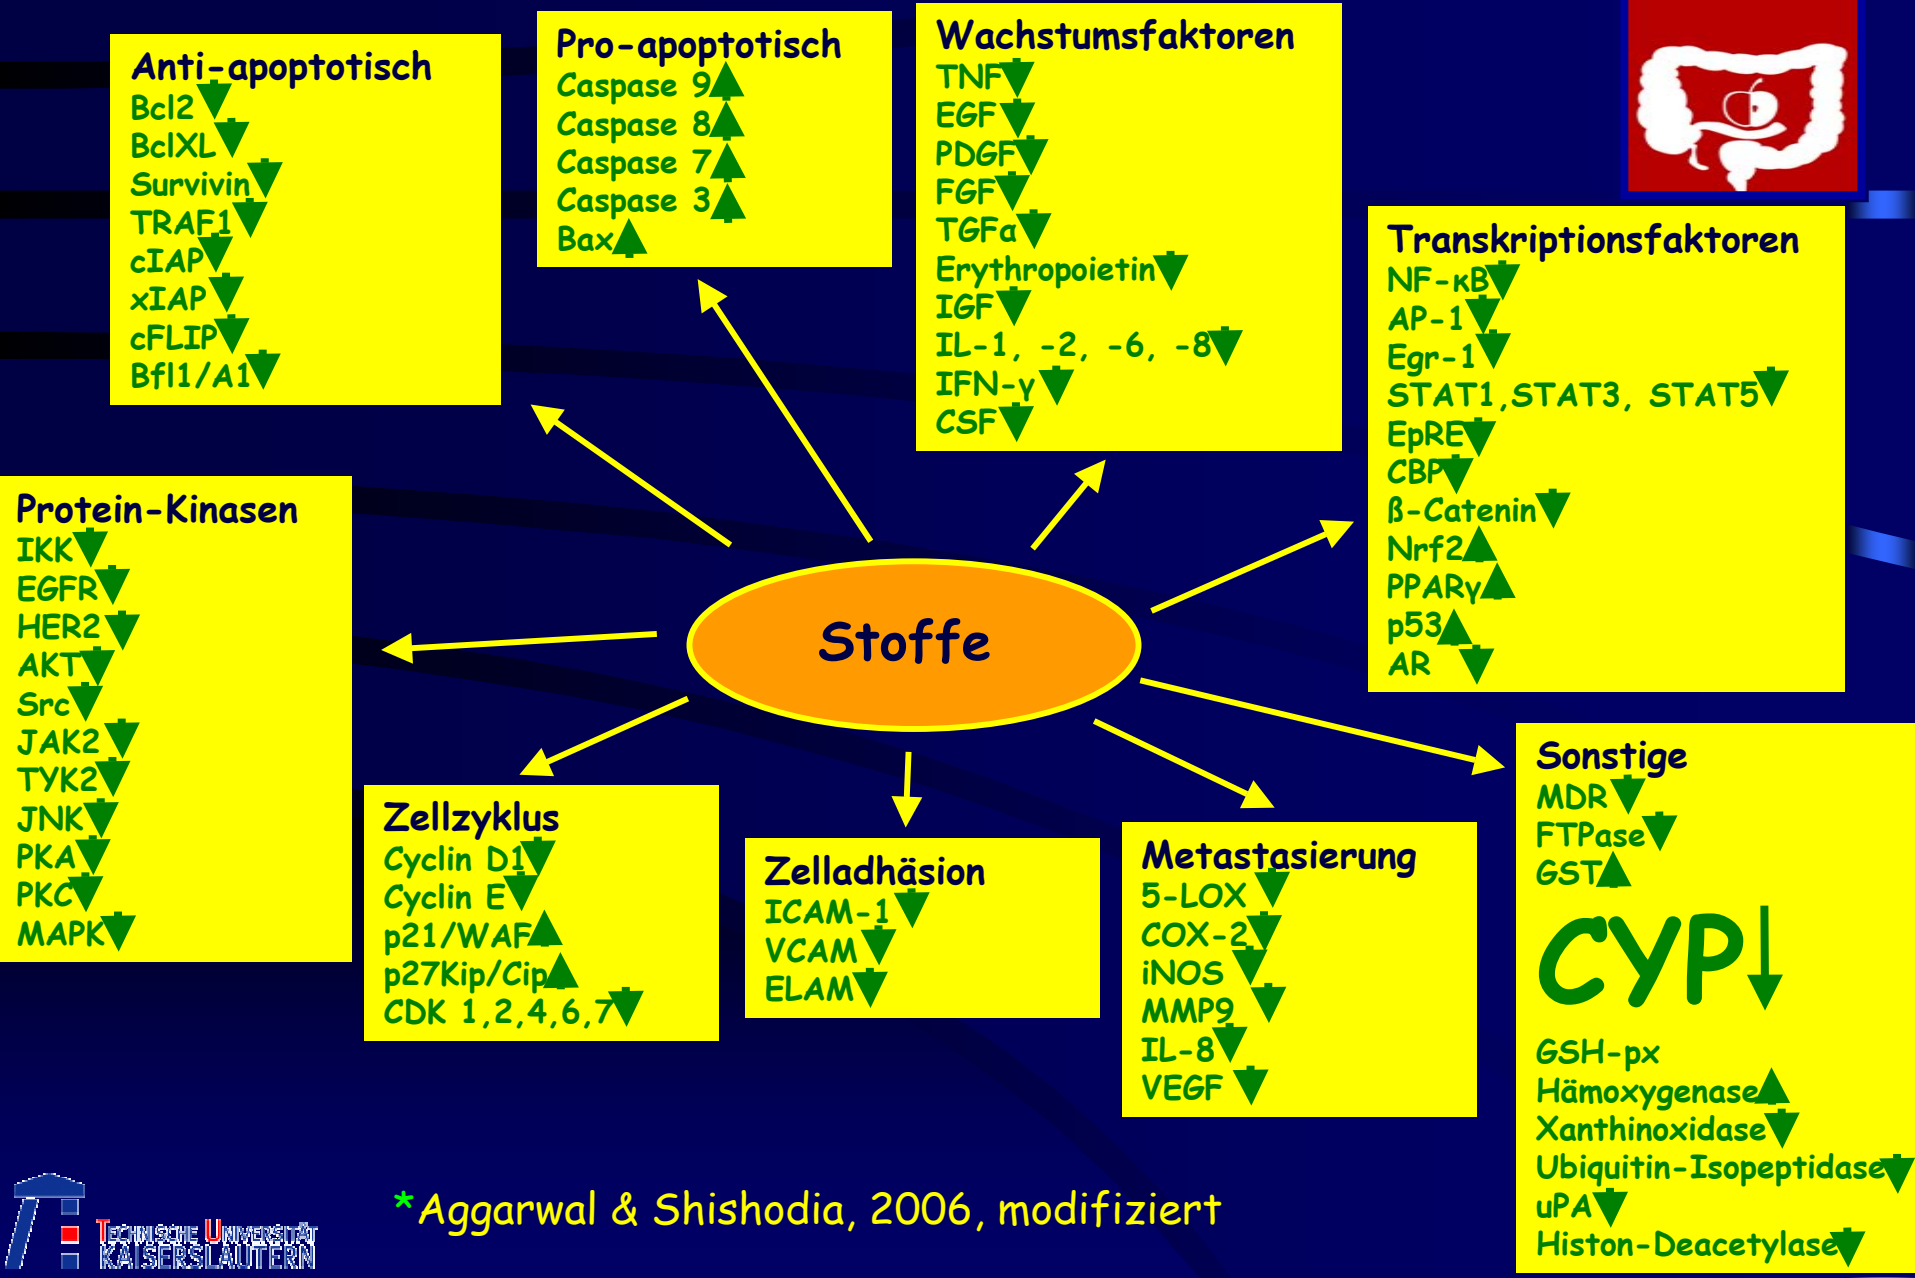 Anti-apoptotisch
Bcl2
BclXL
Survivin
TRAF1
cIAP
xIAP
cFLIP
Bfl1/A1
Pro-apoptotisch
Caspase 9
Caspase 8
Caspase 7
Caspase 3
Bax
Wachstumsfaktoren
TNF
EGF
PDGF
FGF
TGFα
Erythropoietin
IGF
IL-1, -2, -6, -8
IFN-γ
CSF
Transkriptionsfaktoren
NF-κB
AP-1
Egr-1
STAT1,STAT3, STAT5
EpRE
CBP
ß-Catenin
Nrf2
PPARγ
p53
AR
Protein-Kinasen
IKK
EGFR
HER2
AKT
Src
JAK2
TYK2
JNK
PKA
PKC
MAPK
Stoffe
Zellzyklus
Cyclin D1
Cyclin E
p21/WAF
p27Kip/Cip
CDK 1,2,4,6,7
Zelladhäsion
ICAM-1
VCAM
ELAM
Metastasierung
5-LOX
COX-2
iNOS
MMP9
IL-8
VEGF
Sonstige
MDR
FTPase
GST
CYP↓
GSH-px
Hämoxygenase
Xanthinoxidase
Ubiquitin-Isopeptidase
uPA
Histon-Deacetylase
*Aggarwal & Shishodia, 2006, modifiziert
TECHNISCHE UNIVERSITÄT
KAISERSLAUTERN